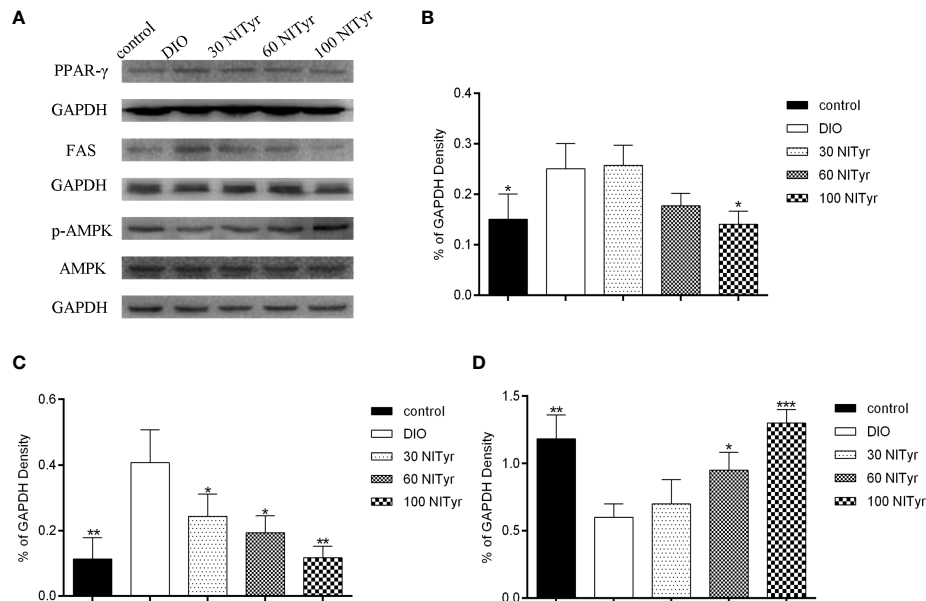 A
control
DIO
30 NITyr
60 NITyr
100 NITyr
PPAR-γ
GAPDH
FAS
GAPDH
p-AMPK
AMPK
GAPDH
B
% of GAPDH Density
0.4
0.3
0.2
0.1
0.0
*
*
control
DIO
30 NITyr
60 NITyr
100 NITyr
C
% of GAPDH Density
0.6
0.4
0.2
0.0
**
*
*
**
control
DIO
30 NITyr
60 NITyr
100 NITyr
D
% of GAPDH Density
1.5
1.0
0.5
0.0
**
*
***
control
DIO
30 NITyr
60 NITyr
100 NITyr